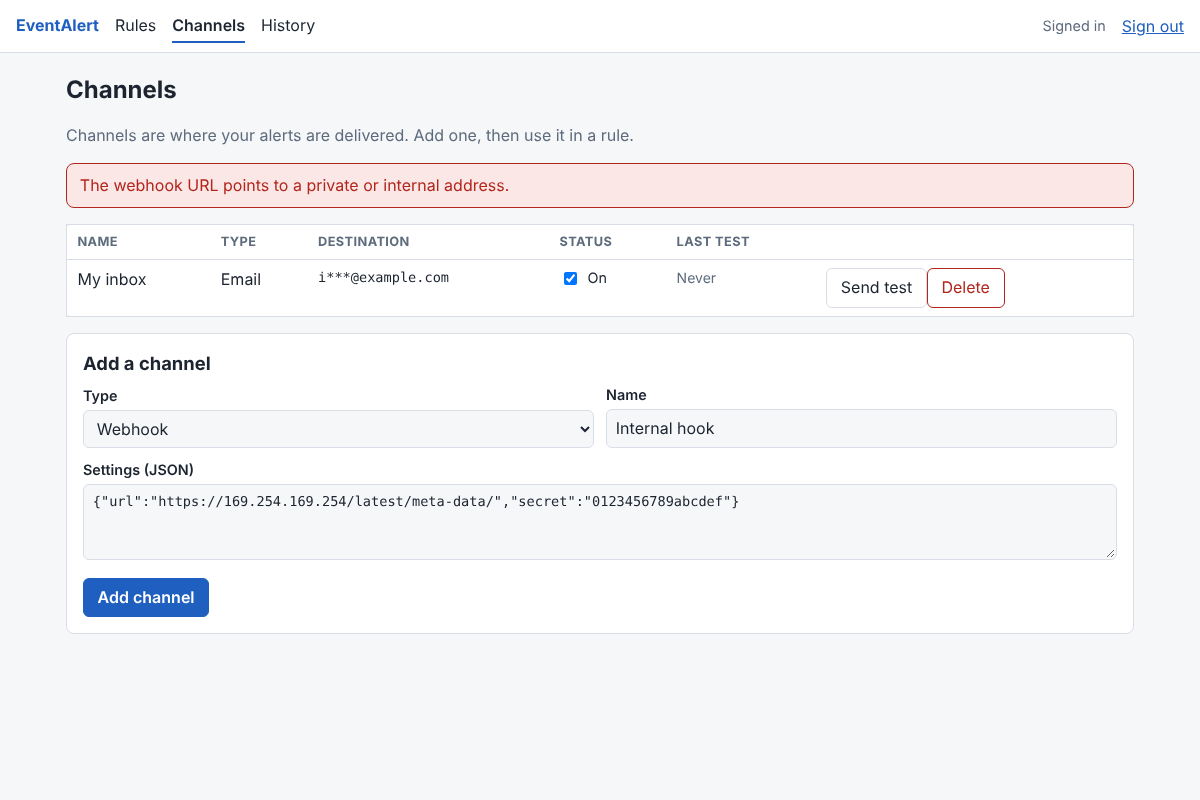 EventAlert Rules Channels History Signed in Sign out
Channels
Channels are where your alerts are delivered. Add one, then use it in a rule.
The webhook URL points to a private or internal address.
NAME TYPE DESTINATION STATUS LAST TEST
My inbox Email i***@example.com On Never Send test Delete
Add a channel
Type Name
Webhook Internal hook
Settings (JSON)
{"url":"https://169.254.169.254/latest/meta-data/","secret":"0123456789abcdef"}
Add channel